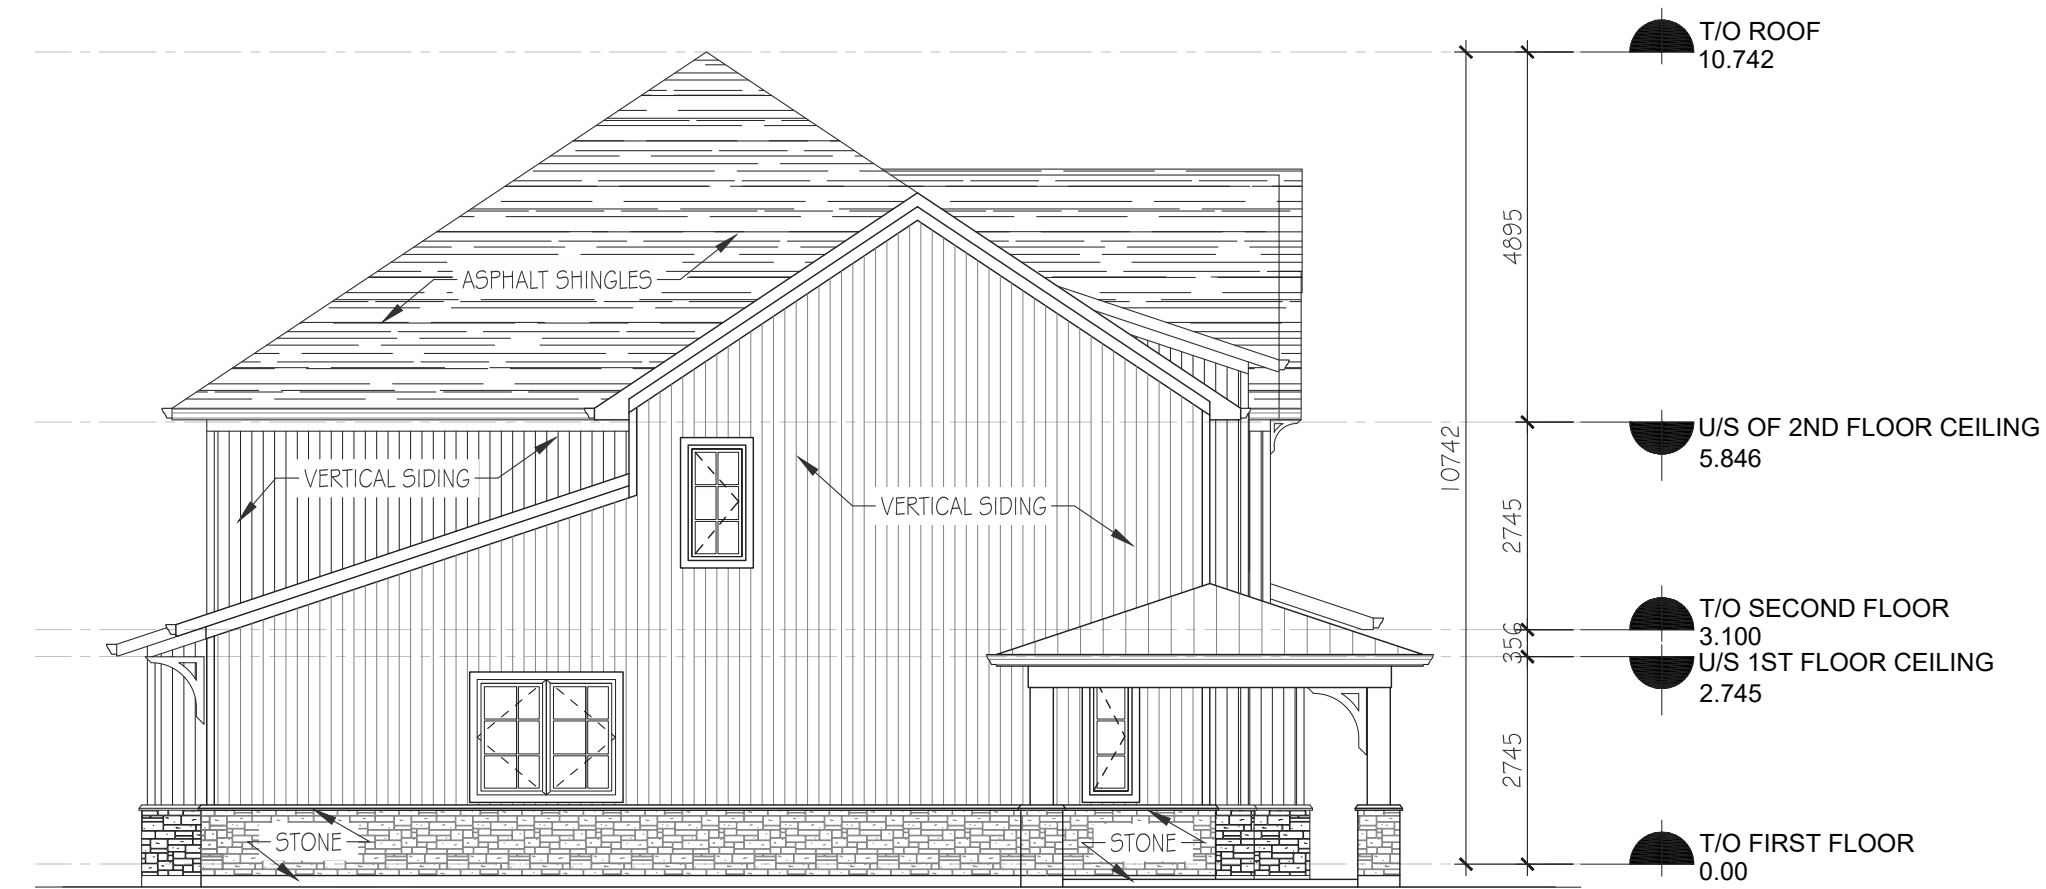 T/O ROOF
10.742
4895
ASPHALT SHINGLES
U/S OF 2ND FLOOR CEILING
5.846
10742
VERTICAL SIDING
VERTICAL SIDING
2745
T/O SECOND FLOOR
3.100
356
U/S 1ST FLOOR CEILING
2.745
2745
STONE
STONE
T/O FIRST FLOOR
0.00